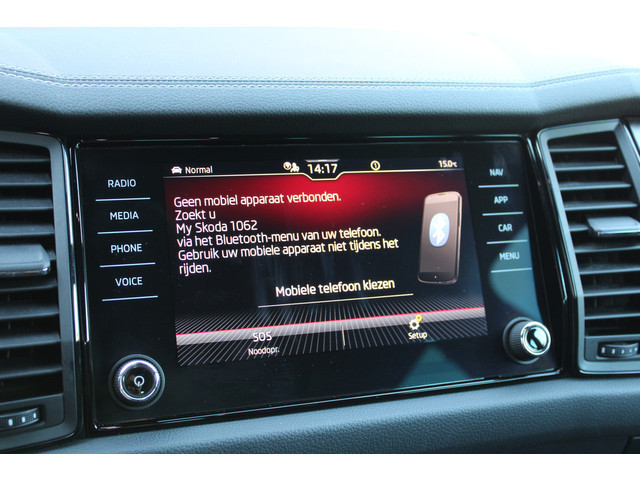 Normal
14:17
15.0°C
RADIO
MEDIA
PHONE
VOICE
Geen mobiel apparaat verbonden.
Zoekt u
My Skoda 1062
via het Bluetooth-menu van uw telefoon.
Gebruik uw mobiele apparaat niet tijdens het
rijden.
Mobiele telefoon kiezen
SOS
Noodopr.
Setup
NAV
APP
CAR
MENU